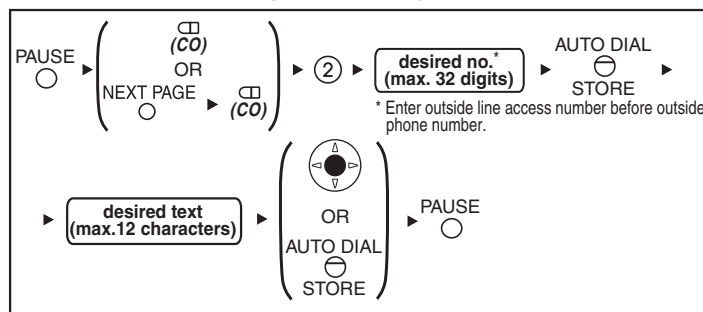 PAUSE
(CO)
OR
NEXT PAGE
(CO)
2
desired no.*
(max. 32 digits)
AUTO DIAL
STORE
* Enter outside line access number before outside
phone number.
desired text
(max.12 characters)
OR
AUTO DIAL
STORE
PAUSE